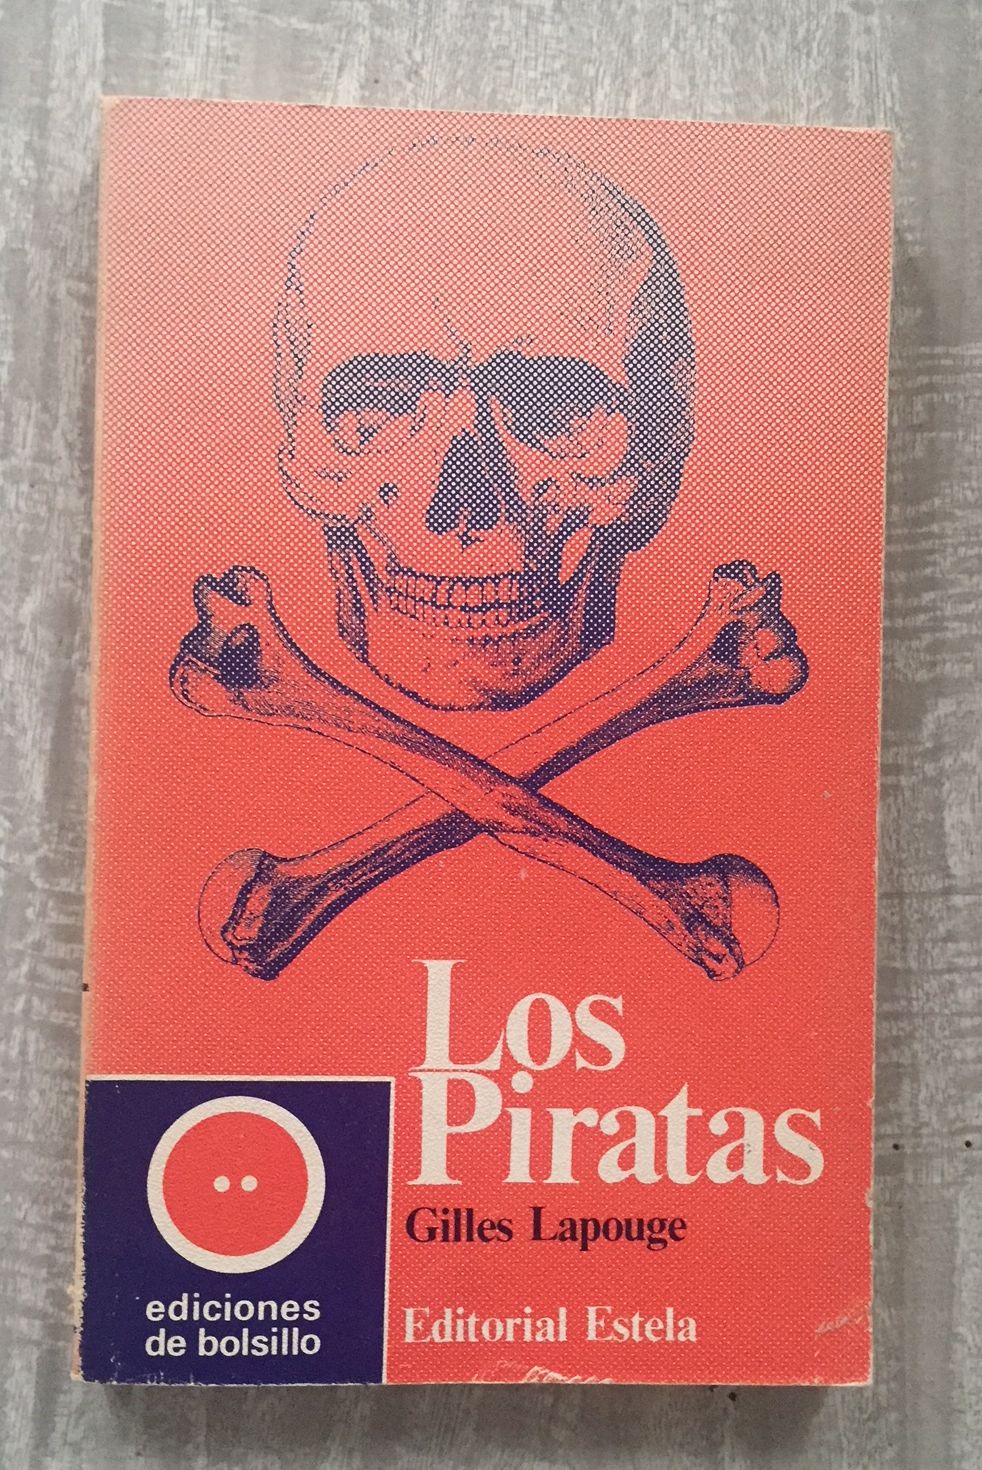 Los
Piratas
Gilles Lapouge
Editorial Estela
ediciones
de bolsillo